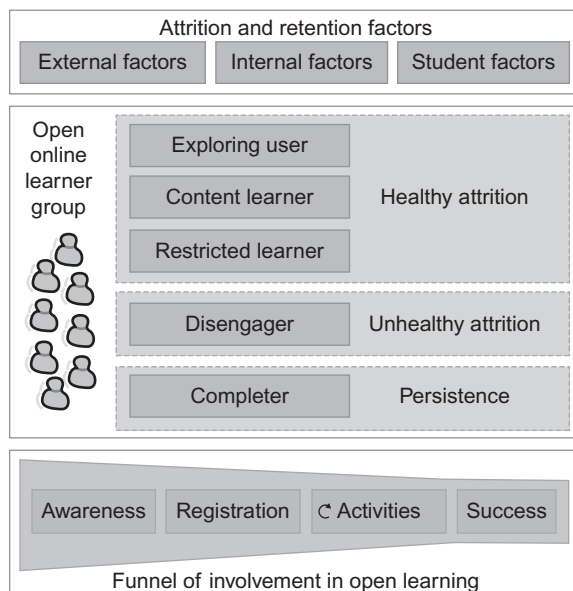 Attrition and retention factors
External factors
Internal factors
Student factors
Open
online
learner
group
Exploring user
Content learner
Restricted learner
Healthy attrition
Disengager
Unhealthy attrition
Completer
Persistence
Awareness
Registration
Activities
Success
Funnel of involvement in open learning